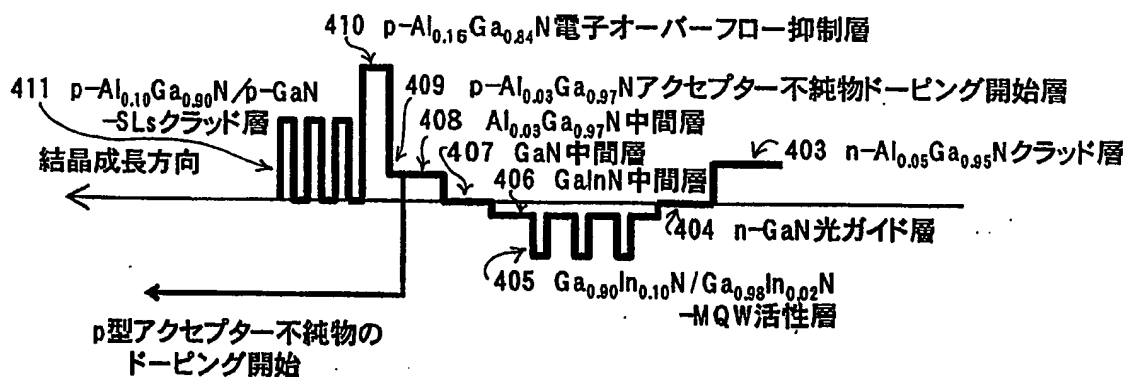 410 p-Al0.16Ga0.84N電子オーバーフロー抑制層
411 p-Al0.10Ga0.90N/p-GaN
-SLsクラッド層
409 p-Al0.03Ga0.97Nアクセプター不純物ドーピング開始層
408 Al0.03Ga0.97N中間層
407 GaN中間層
403 n-Al0.05Ga0.95Nクラッド層
結晶成長方向
406 GaInN中間層
404 n-GaN光ガイド層
405 Ga0.90In0.10N/Ga0.98In0.02N
-MQW活性層
p型アクセプター不純物の
ドーピング開始